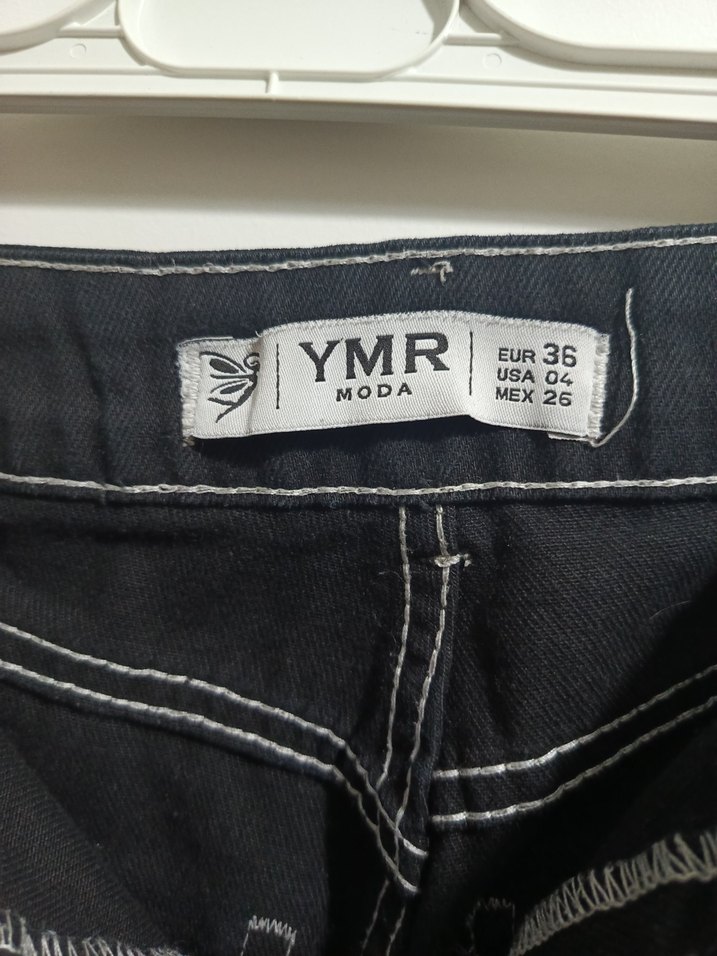 YMR
MODA
EUR 36
USA 04
MEX 26